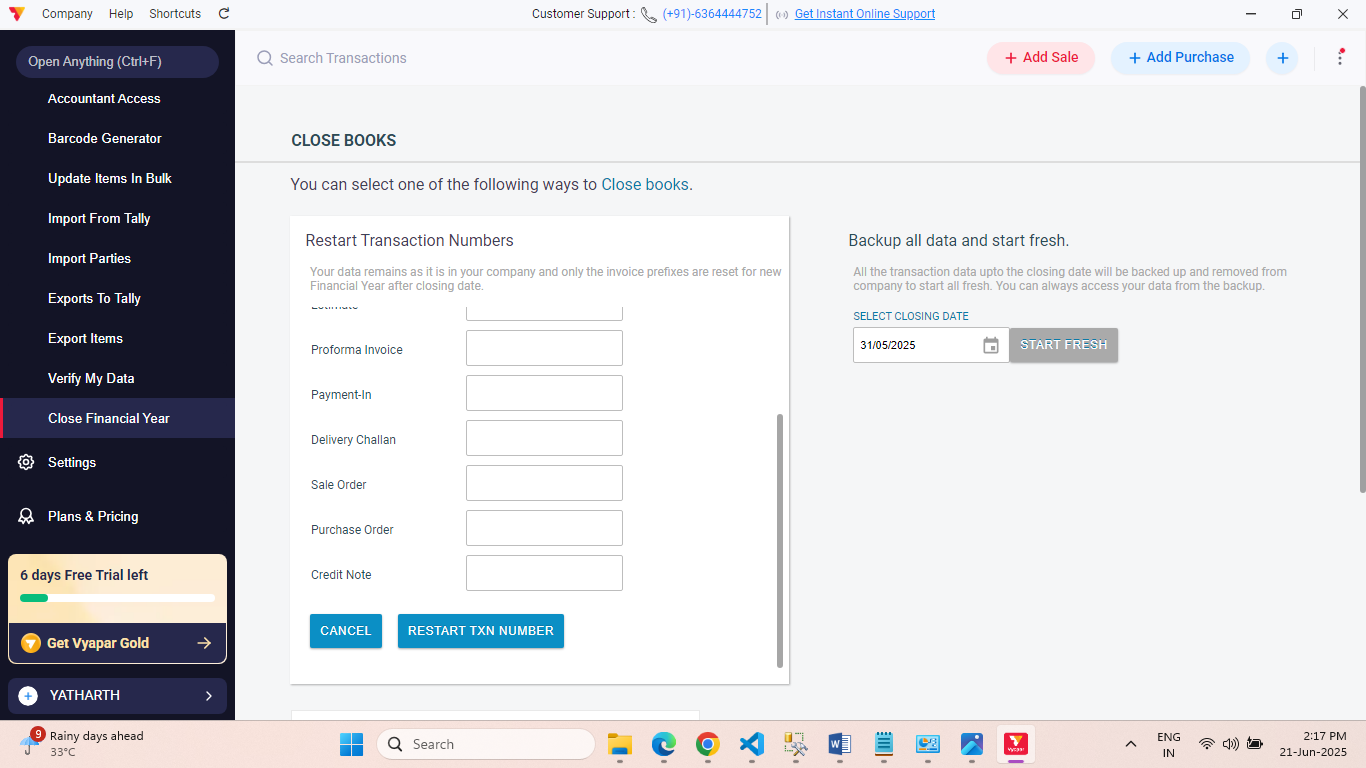 Company Help Shortcuts
Customer Support : (+91)-6364444752 Get Instant Online Support
Open Anything (Ctrl+F)
Accountant Access
Barcode Generator
Update Items In Bulk
Import From Tally
Import Parties
Exports To Tally
Export Items
Verify My Data
Close Financial Year
Settings
Plans & Pricing
6 days Free Trial left
Get Vyapar Gold
YATHARTH
Search Transactions
Add Sale
Add Purchase
CLOSE BOOKS
You can select one of the following ways to Close books.
Restart Transaction Numbers
Your data remains as it is in your company and only the invoice prefixes are reset for new
Financial Year after closing date.
Estimate
Proforma Invoice
Payment-In
Delivery Challan
Sale Order
Purchase Order
Credit Note
CANCEL
RESTART TXN NUMBER
Backup all data and start fresh.
All the transaction data upto the closing date will be backed up and removed from
company to start all fresh. You can always access your data from the backup.
SELECT CLOSING DATE
31/05/2025
START FRESH
9
Rainy days ahead
33°C
Search
Vyapar
ENG
IN
2:17 PM
21-Jun-2025